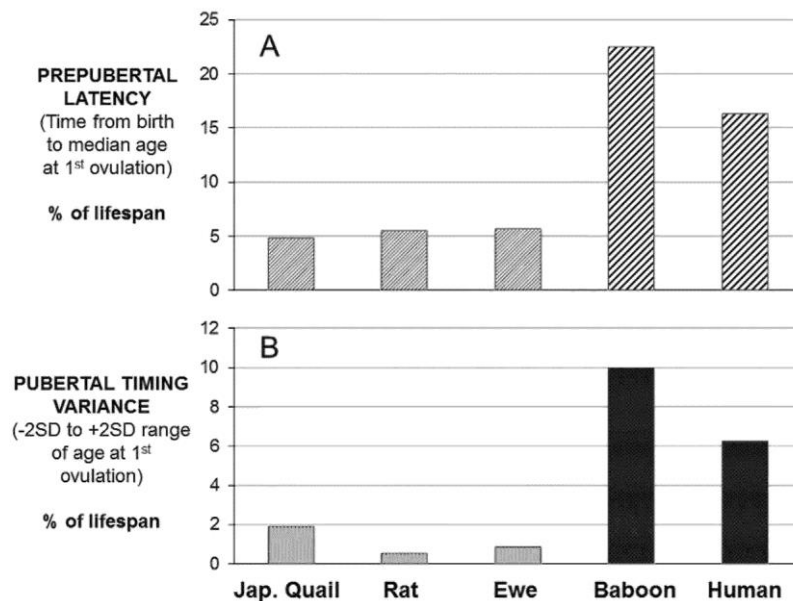 A
PREPUBERTAL
LATENCY
(Time from birth
to median age
at 1st ovulation)
% of lifespan
25
20
15
10
5
0
B
PUBERTAL TIMING
VARIANCE
(-2SD to +2SD range
of age at 1st
ovulation)
% of lifespan
12
10
8
6
4
2
0
Jap. Quail Rat Ewe Baboon Human